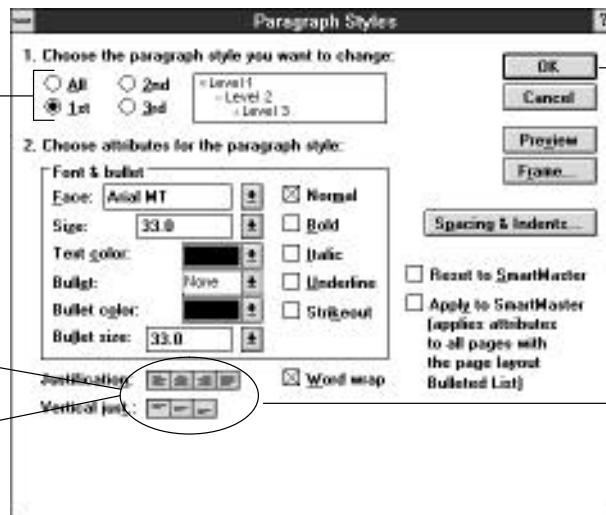 Paragraph Styles
1. Choose the paragraph style you want to change:
All
2nd
1st
3rd
Level 1
Level 2
Level 3
OK
Cancel
Preview
Frame...
2. Choose attributes for the paragraph style:
Font & bullet
Face: Arial MT
Size: 33.0
Text color:
Bullet: None
Bullet color:
Bullet size: 33.0
Normal
Bold
Italic
Underline
Strikeout
Spacing & Indents...
Reset to SmartMaster
Apply to SmartMaster
(applies attributes
to all pages with
the page layout
Bulleted List)
Justification:
Word wrap
Vertical just.: